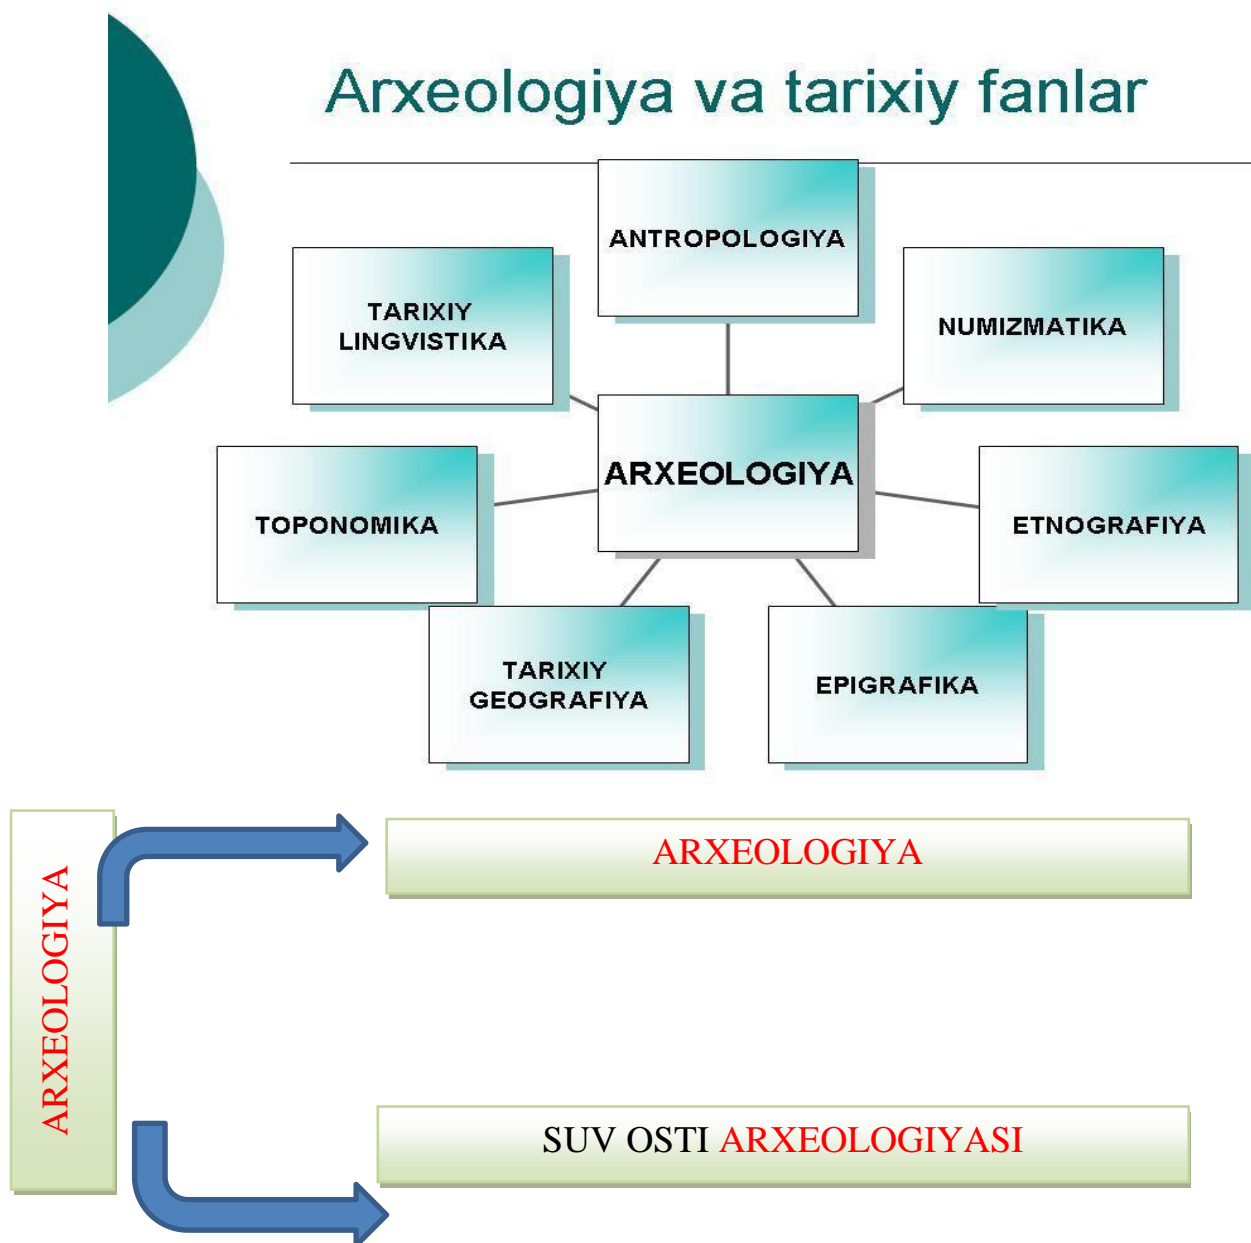 Arxeologiya va tarixiy fanlar
ANTROPOLOGIYA
TARIXIY
LINGVISTIKA
NUMIZMATIKA
ARXEOLOGIYA
TOPONOMIKA
ETNOGRAFIYA
TARIXIY
GEOGRAFIYA
EPIGRAFIKA
ARXEOLOGIYA
ARXEOLOGIYA
SUV OSTI ARXEOLOGIYASI